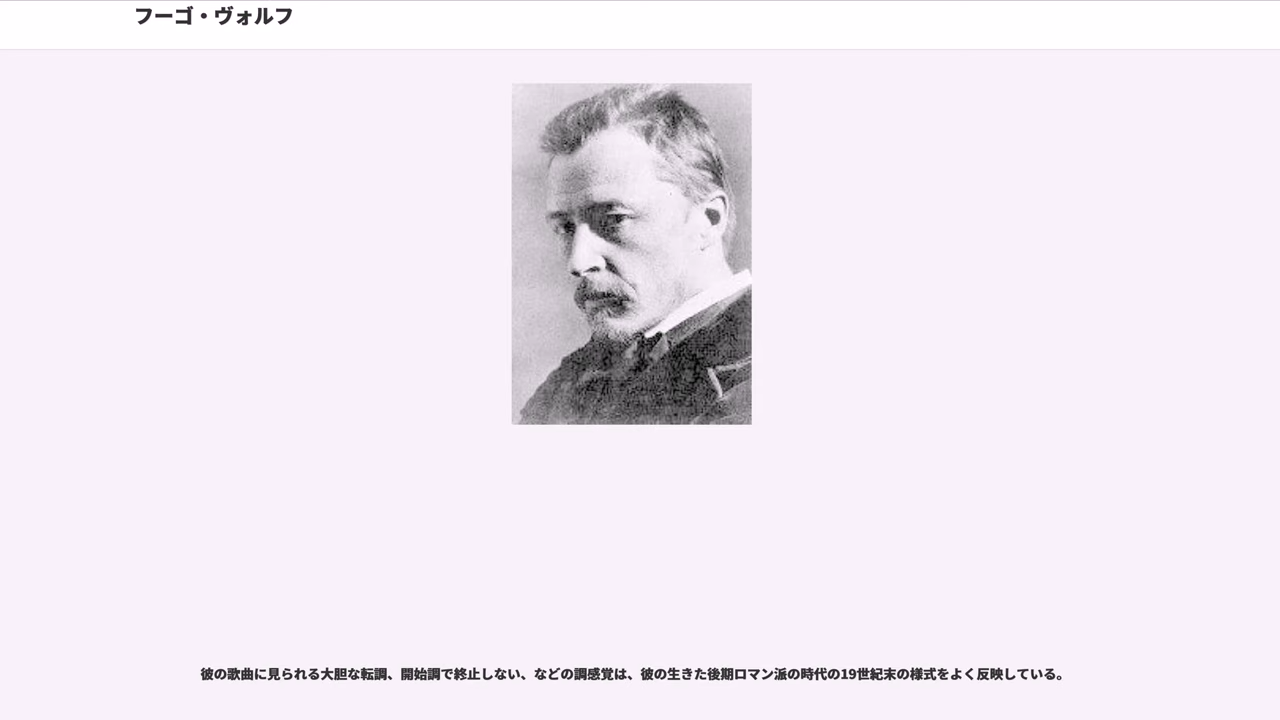 フーゴ・ヴォルフ
彼の歌曲に見られる大胆な転調、開始調で終止しない、などの調感覚は、彼の生きた後期ロマン派の時代の19世紀末の様式をよく反映している。